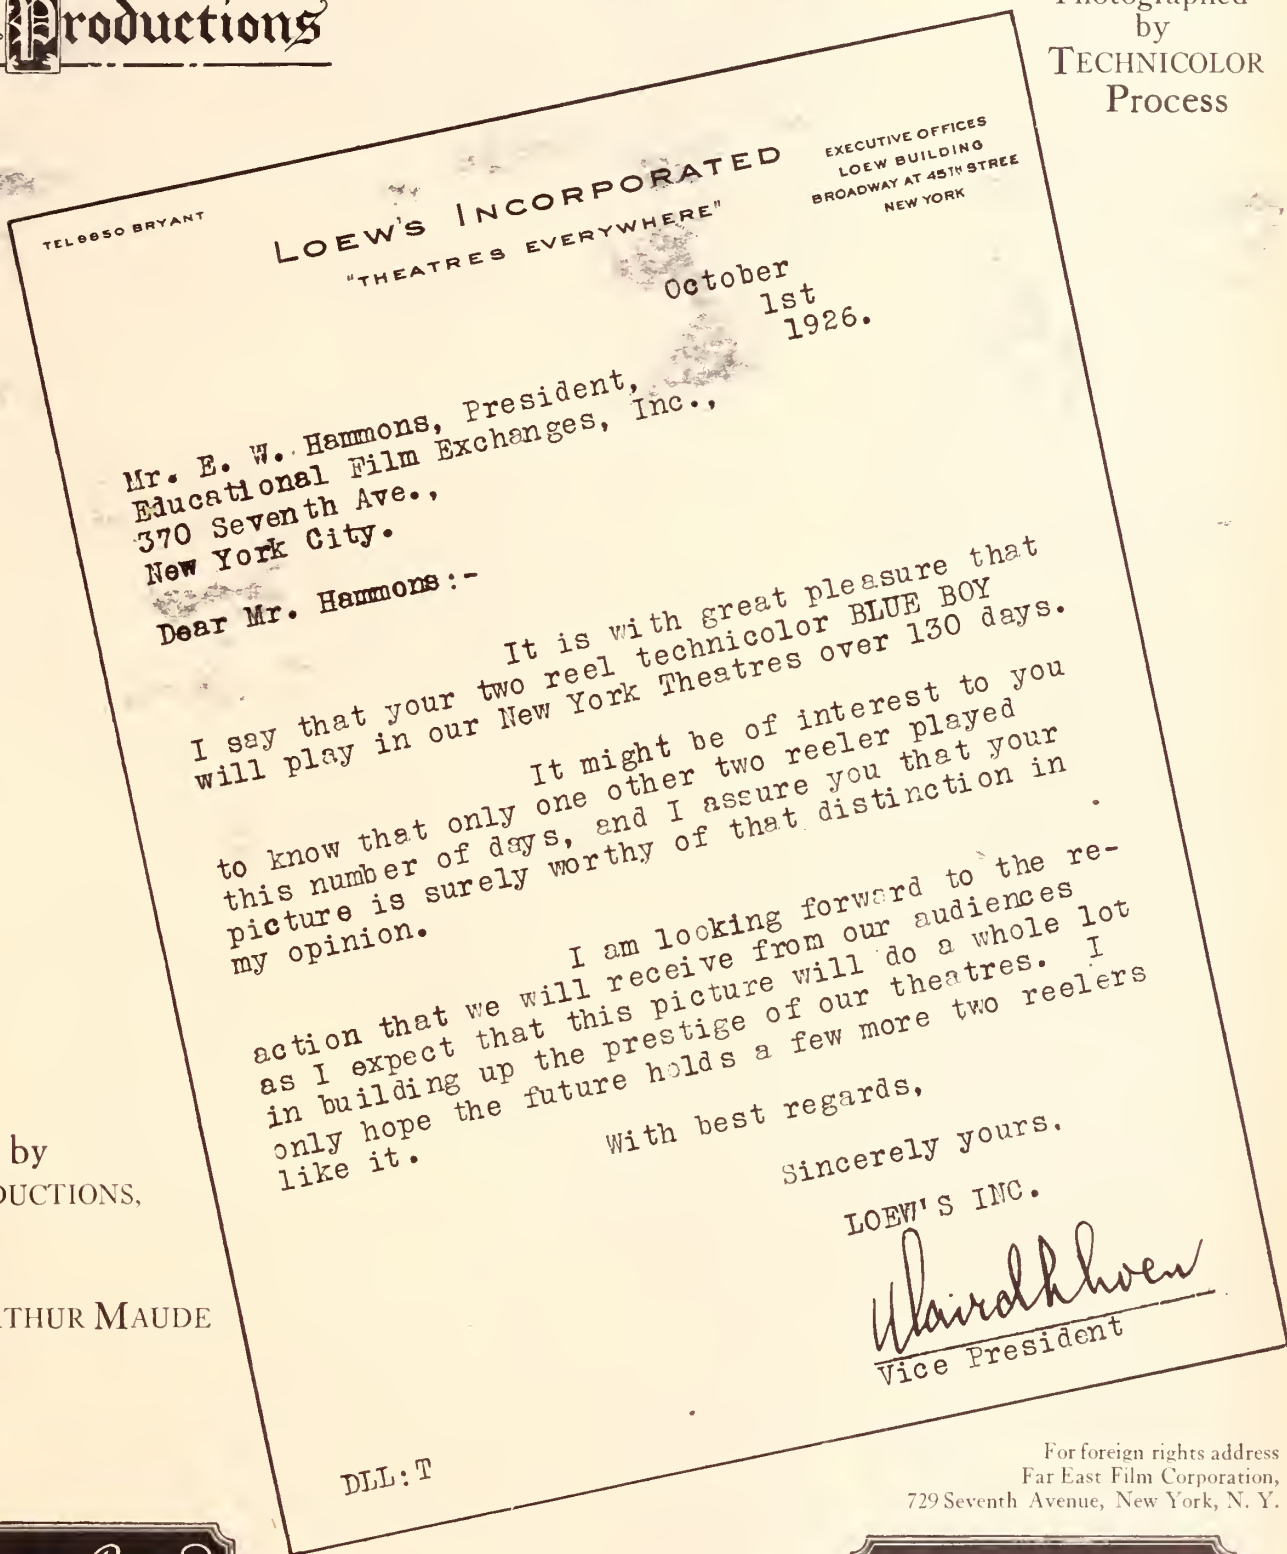 Productions
by
TECHNICOLOR
Process
TEL 9850 BRYANT
LOEW'S INCORPORATED
"THEATRES EVERYWHERE"
EXECUTIVE OFFICES
LOEW BUILDING
BROADWAY AT 45TH STREE
NEW YORK
October
1st
1926.
Mr. E. W. Hammons, President,
Educational Film Exchanges, Inc.,
370 Seventh Ave.,
New York City.
Dear Mr. Hammons:-
It is with great pleasure that
I say that your two reel technicolor BLUE BOY
will play in our New York Theatres over 130 days.
It might be of interest to you
to know that only one other two reeler played
this number of days, and I assure you that your
picture is surely worthy of that distinction in
my opinion.
I am looking forward to the re-
action that we will receive from our audiences
as I expect that this picture will do a whole lot
in building up the prestige of our theatres. I
only hope the future holds a few more two reelers
like it.
With best regards,
Sincerely yours,
LOEW'S INC.
Vice President
DLL:T
by
DUCTIONS,
THUR MAUDE
For foreign rights address
Far East Film Corporation,
729 Seventh Avenue, New York, N. Y.